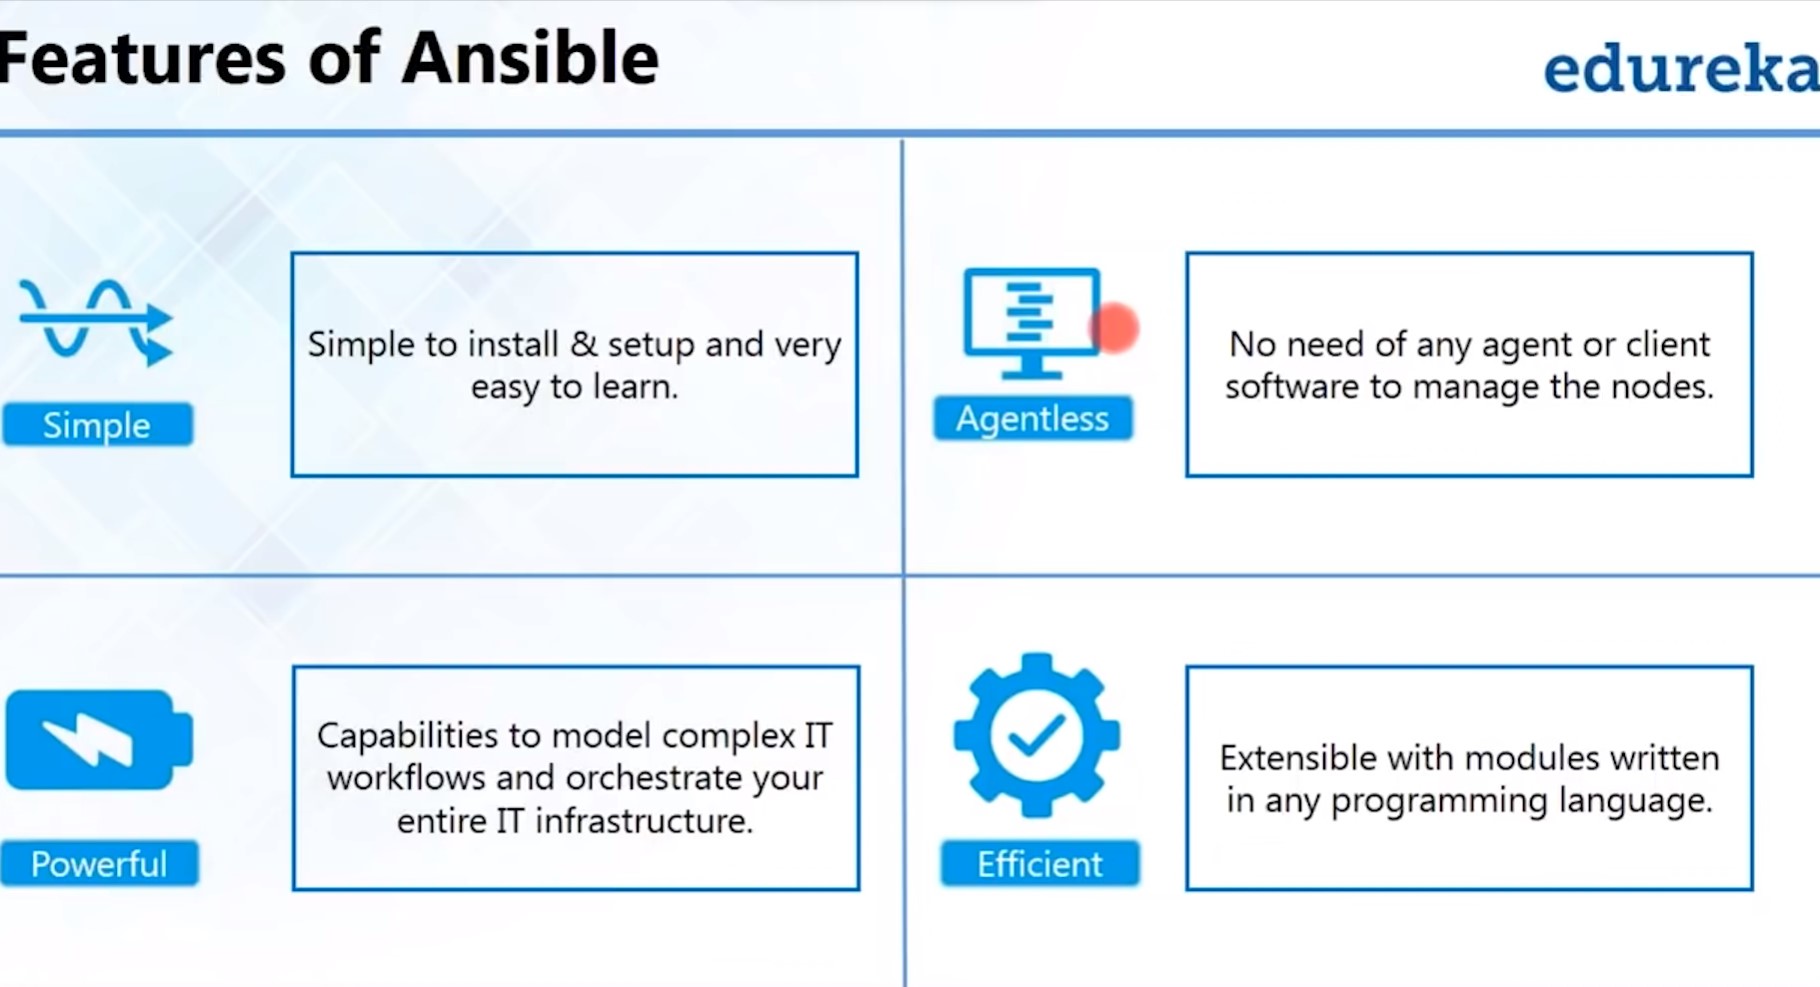 Features of Ansible
edureka
Simple
Simple to install & setup and very
easy to learn.
Agentless
No need of any agent or client
software to manage the nodes.
Powerful
Capabilities to model complex IT
workflows and orchestrate your
entire IT infrastructure.
Efficient
Extensible with modules written
in any programming language.